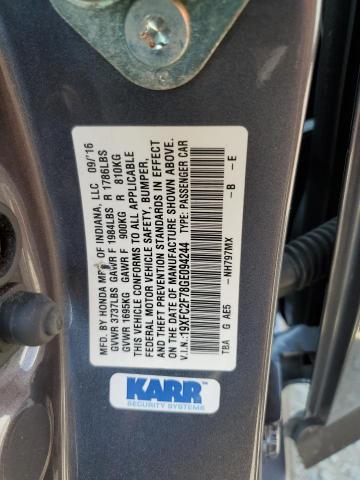 MFD. BY HONDA MFG. OF INDIANA, LLC 09/16
GVWR 3737LBS GAWR F 1984LBS R 1786LBS
GVWR 1695KG GAWR F 900KG R 810KG
THIS VEHICLE CONFORMS TO ALL APPLICABLE
FEDERAL MOTOR VEHICLE SAFETY, BUMPER,
AND THEFT PREVENTION STANDARDS IN EFFECT
ON THE DATE OF MANUFACTURE SHOWN ABOVE.
V.I.N.: 19XFC2F78GE094244 TYPE: PASSENGER CAR
NH797MX - B - E
TBA G AE5
KARR
SECURITY SYSTEMS